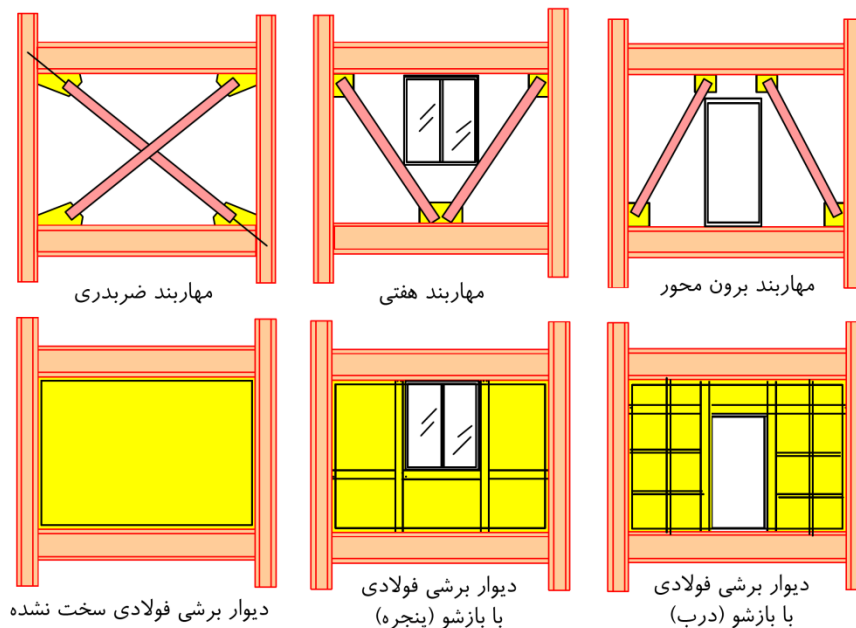 مهاربند برون محور
مهاربند هفتی
مهاربند ضربدری
دیوار برشی فولادی
با بازشو (درب)
دیوار برشی فولادی
با بازشو (پنجره)
دیوار برشی فولادی سخت نشده